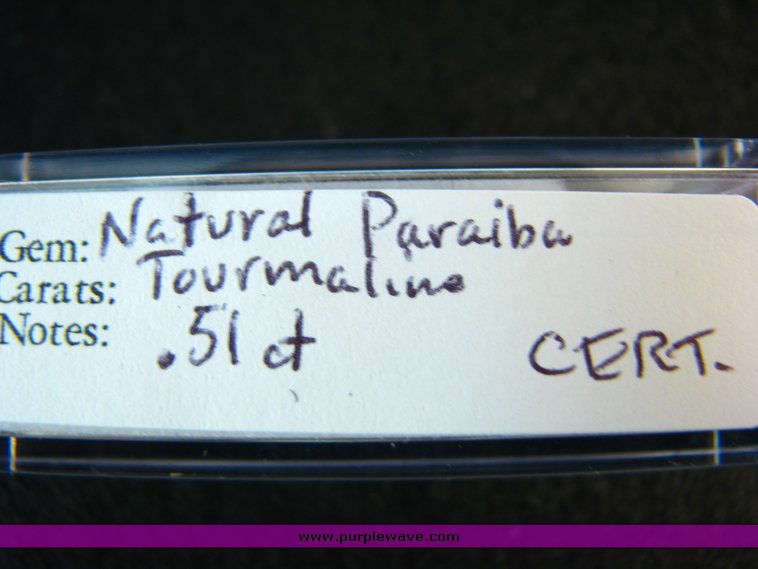 Gem: Natural Paraiba
Carats: Tourmaline
Notes: .51 ct CERT.
www.purplewave.com